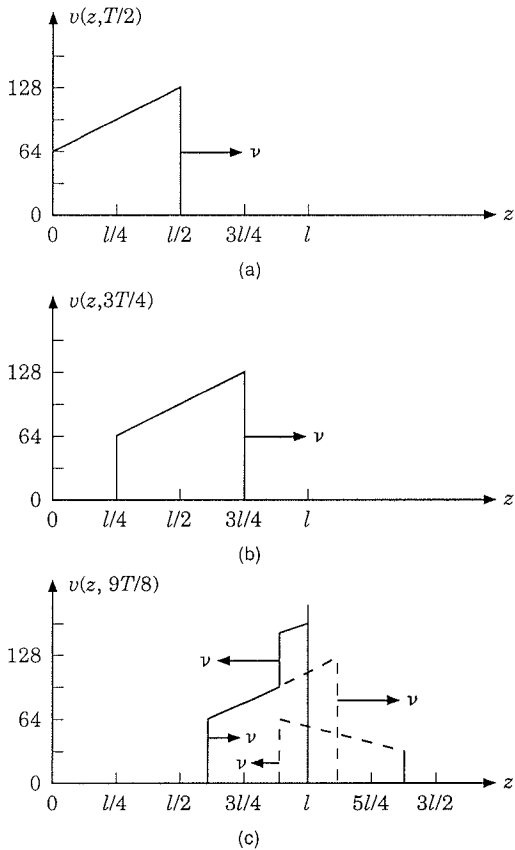 v(z,T/2)
128
64
0
ν
z
0 l/4 l/2 3l/4 l
(a)
v(z,3T/4)
128
64
0
ν
z
0 l/4 l/2 3l/4 l
(b)
v(z, 9T/8)
128
64
0
ν
ν
ν
ν
z
0 l/4 l/2 3l/4 l 5l/4 3l/2
(c)